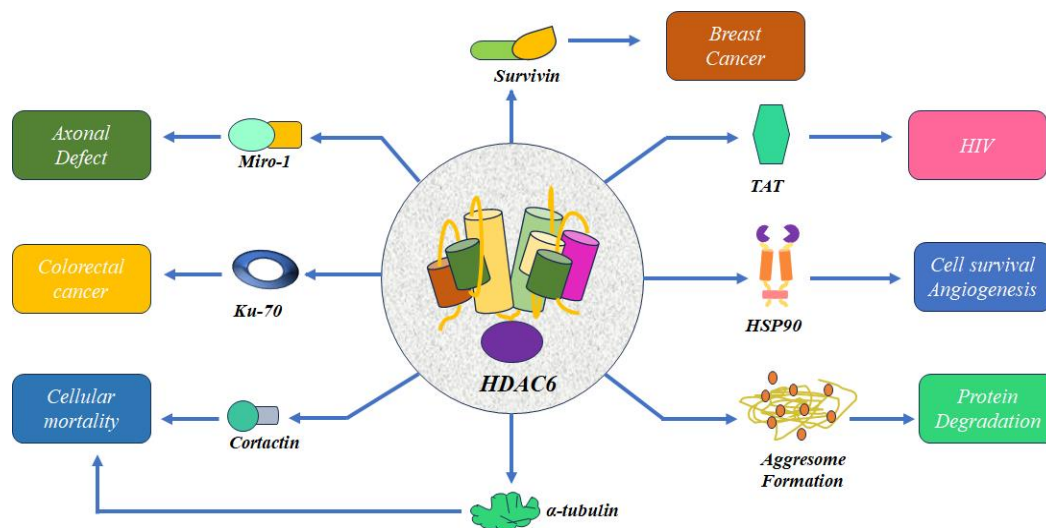 Survivin
Breast
Cancer
Axonal
Defect
Miro-1
TAT
HIV
Colorectal
cancer
Ku-70
HDAC6
HSP90
Cell survival
Angiogenesis
Cellular
mortality
Cortactin
Aggresome
Formation
Protein
Degradation
α-tubulin